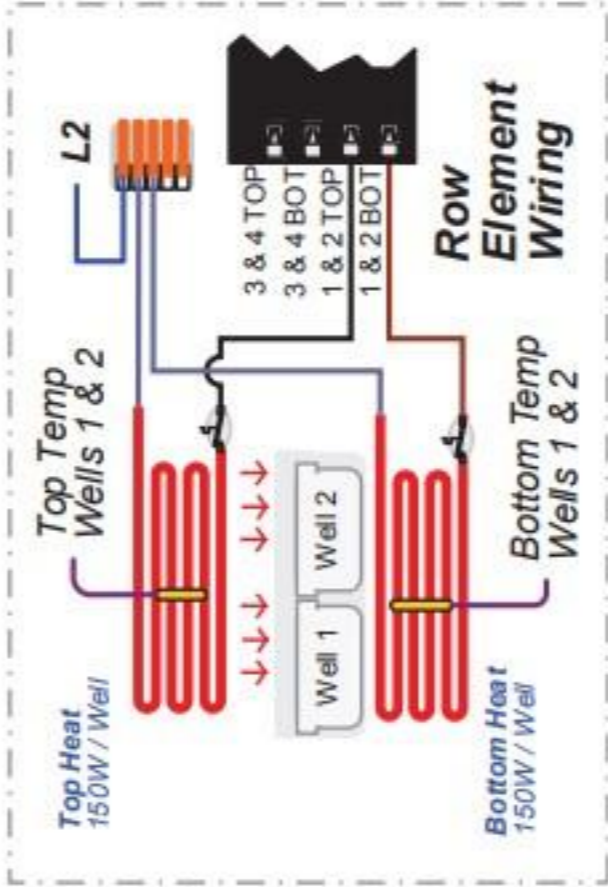 L2
3 & 4 TOP
3 & 4 BOT
1 & 2 TOP
1 & 2 BOT
Row
Element
Wiring
Top Temp
Wells 1 & 2
Well 1
Well 2
Bottom Temp
Wells 1 & 2
Top Heat
150W / Well
Bottom Heat
150W / Well